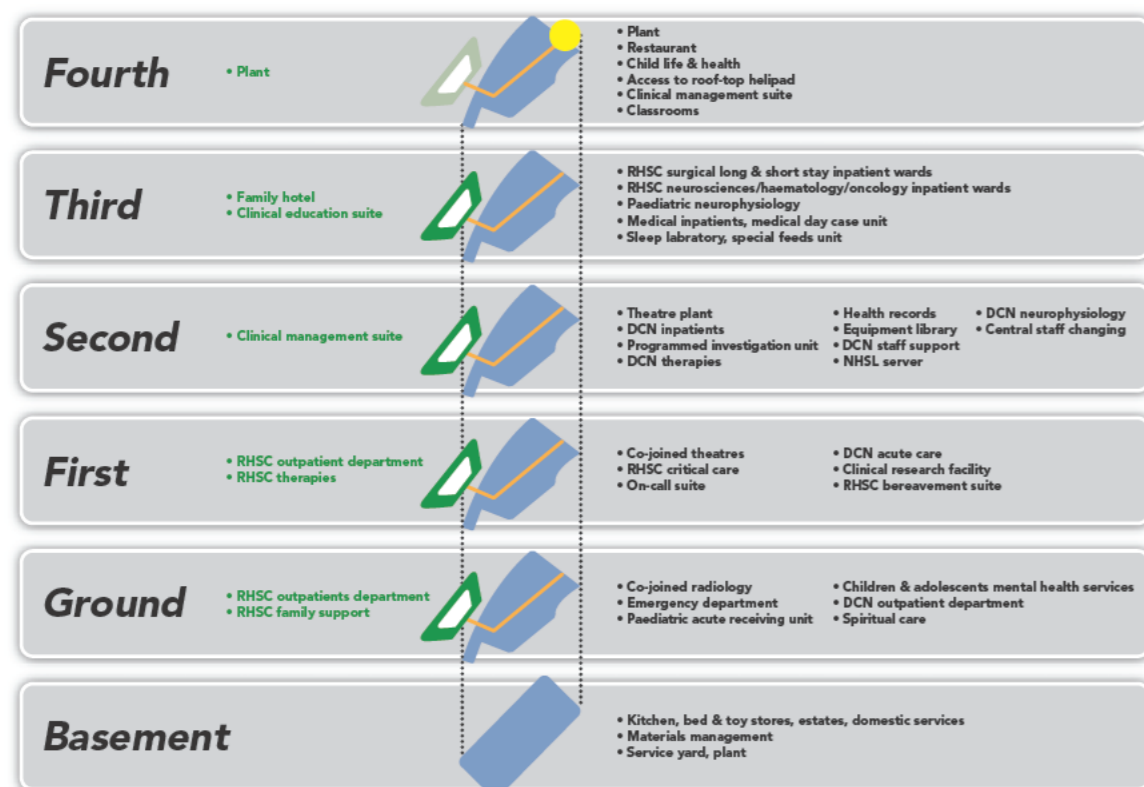 Fourth
• Plant
• Plant
• Restaurant
• Child life & health
• Access to roof-top helipad
• Clinical management suite
• Classrooms
Third
• Family hotel
• Clinical education suite
• RHSC surgical long & short stay inpatient wards
• RHSC neurosciences/haematology/oncology inpatient wards
• Paediatric neurophysiology
• Medical inpatients, medical day case unit
• Sleep labratory, special feeds unit
Second
• Clinical management suite
• Theatre plant
• DCN inpatients
• Programmed investigation unit
• DCN therapies
• Health records
• Equipment library
• DCN staff support
• NHSL server
• DCN neurophysiology
• Central staff changing
First
• RHSC outpatient department
• RHSC therapies
• Co-joined theatres
• RHSC critical care
• On-call suite
• DCN acute care
• Clinical research facility
• RHSC bereavement suite
Ground
• RHSC outpatients department
• RHSC family support
• Co-joined radiology
• Emergency department
• Paediatric acute receiving unit
• Children & adolescents mental health services
• DCN outpatient department
• Spiritual care
Basement
• Kitchen, bed & toy stores, estates, domestic services
• Materials management
• Service yard, plant